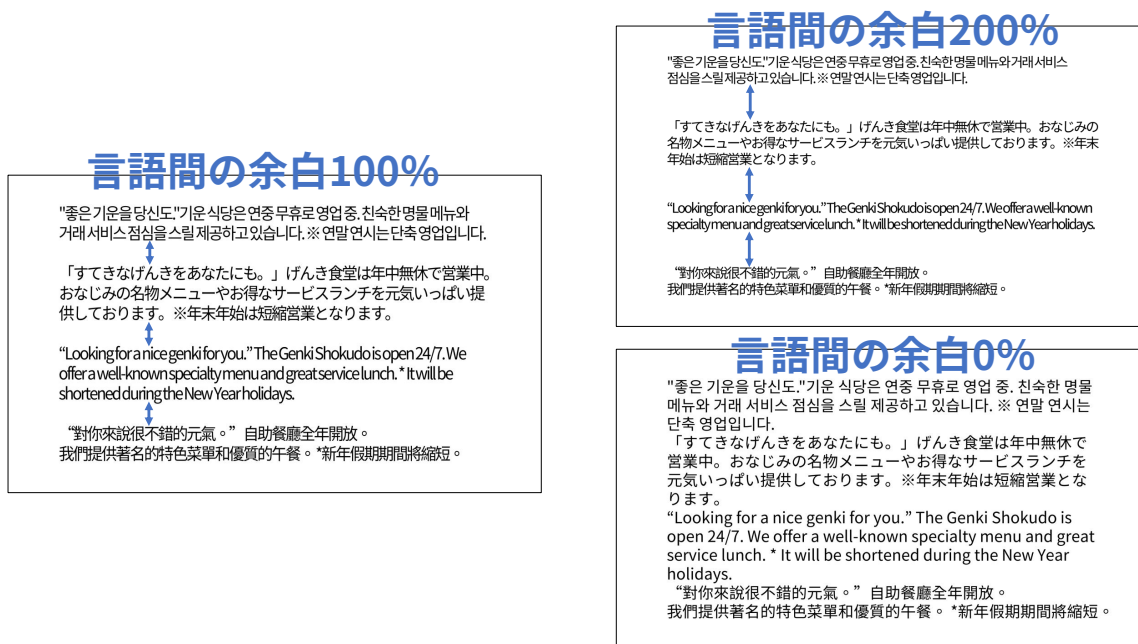 言語間の余白100%
"좋은 기운을 당신도."기운 식당은 연중 무휴로 영업 중. 친숙한 명물 메뉴와
거래 서비스 점심을 스릴 제공하고 있습니다. ※ 연말 연시는 단축 영업입니다.
「すてきなげんきをあなたにも。」げんき食堂は年中無休で営業中。
おなじみの名物メニューやお得なサービスランチを元気いっぱい提
供しております。※年末年始は短縮営業となります。
“Looking for a nice genki for you.” The Genki Shokudo is open 24/7. We
offer a well-known specialty menu and great service lunch. * It will be
shortened during the New Year holidays.
“對你來說很不錯的元氣。”自助餐廳全年開放。
我們提供著名的特色菜單和優質的午餐。 *新年假期期間將縮短。
言語間の余白200%
"좋은 기운을 당신도."기운 식당은 연중 무휴로 영업 중. 친숙한 명물 메뉴와 거래 서비스
점심을 스릴 제공하고 있습니다. ※ 연말 연시는 단축 영업입니다.
「すてきなげんきをあなたにも。」げんき食堂は年中無休で営業中。おなじみの
名物メニューやお得なサービスランチを元気いっぱい提供しております。※年末
年始は短縮営業となります。
“Looking for a nice genki for you.” The Genki Shokudo is open 24/7. We offer a well-known
specialty menu and great service lunch. * It will be shortened during the New Year holidays.
“對你來說很不錯的元氣。”自助餐廳全年開放。
我們提供著名的特色菜單和優質的午餐。 *新年假期期間將縮短。
言語間の余白0%
"좋은 기운을 당신도."기운 식당은 연중 무휴로 영업 중. 친숙한 명물
메뉴와 거래 서비스 점심을 스릴 제공하고 있습니다. ※ 연말 연시는
단축 영업입니다.
「すてきなげんきをあなたにも。」げんき食堂は年中無休で
営業中。おなじみの名物メニューやお得なサービスランチを
元気いっぱい提供しております。※年末年始は短縮営業とな
ります。
“Looking for a nice genki for you.” The Genki Shokudo is
open 24/7. We offer a well-known specialty menu and great
service lunch. * It will be shortened during the New Year
holidays.
“對你來說很不錯的元氣。”自助餐廳全年開放。
我們提供著名的特色菜單和優質的午餐。 *新年假期期間將縮短。